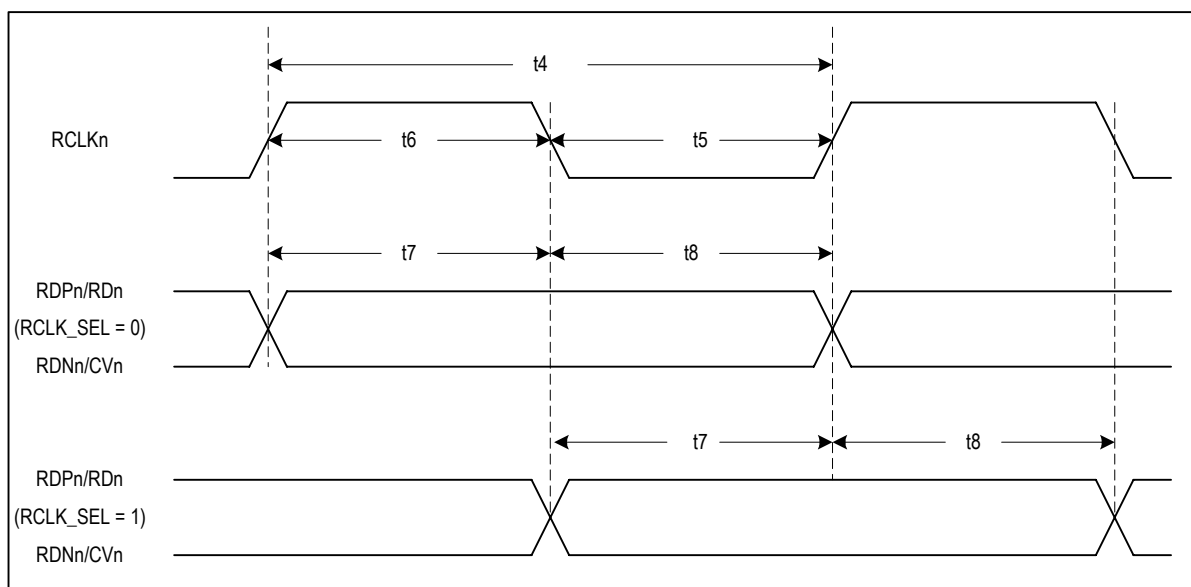 t4
RCLKn
t6
t5
t7
t8
RDPn/RDn
(RCLK_SEL = 0)
RDNn/CVn
t7
t8
RDPn/RDn
(RCLK_SEL = 1)
RDNn/CVn